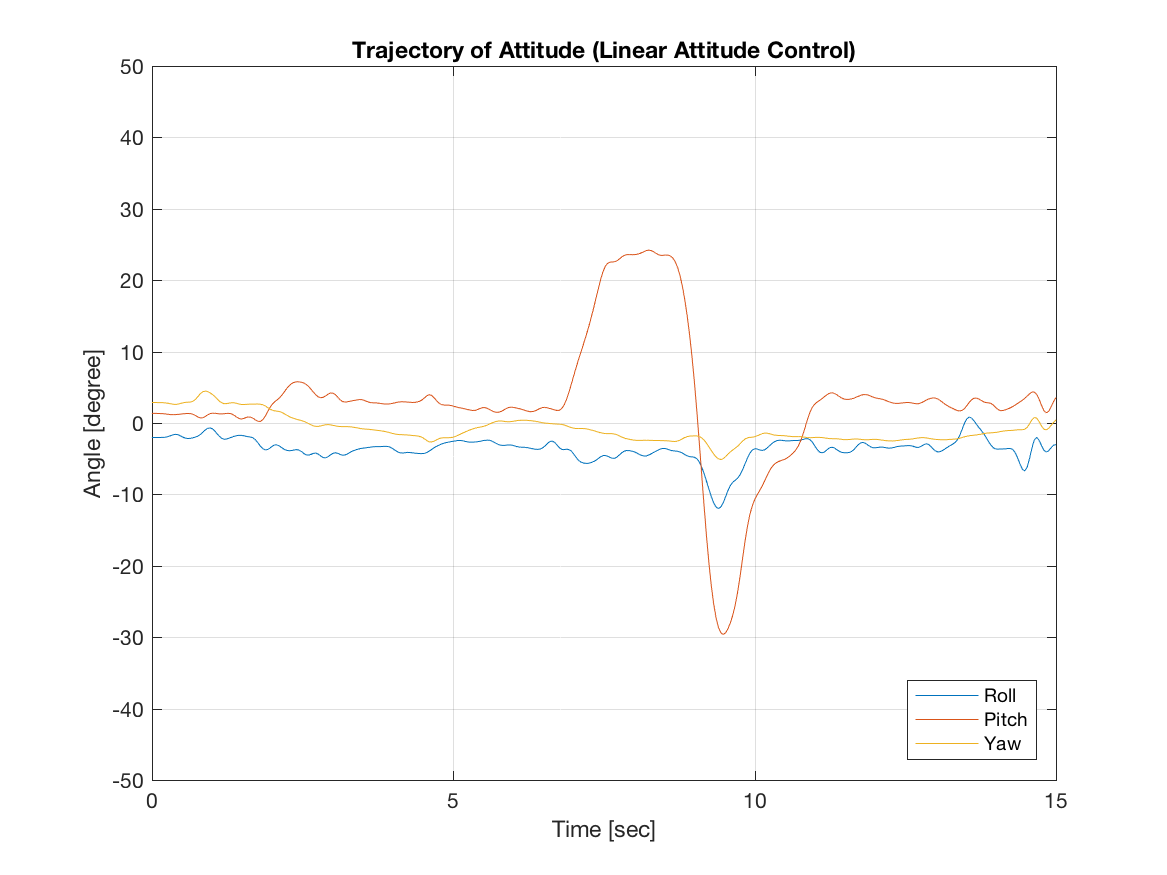 Trajectory of Attitude (Linear Attitude Control)
50
40
30
20
10
0
-10
-20
-30
-40
-50
Angle [degree]
0 5 10 15
Time [sec]
Roll
Pitch
Yaw